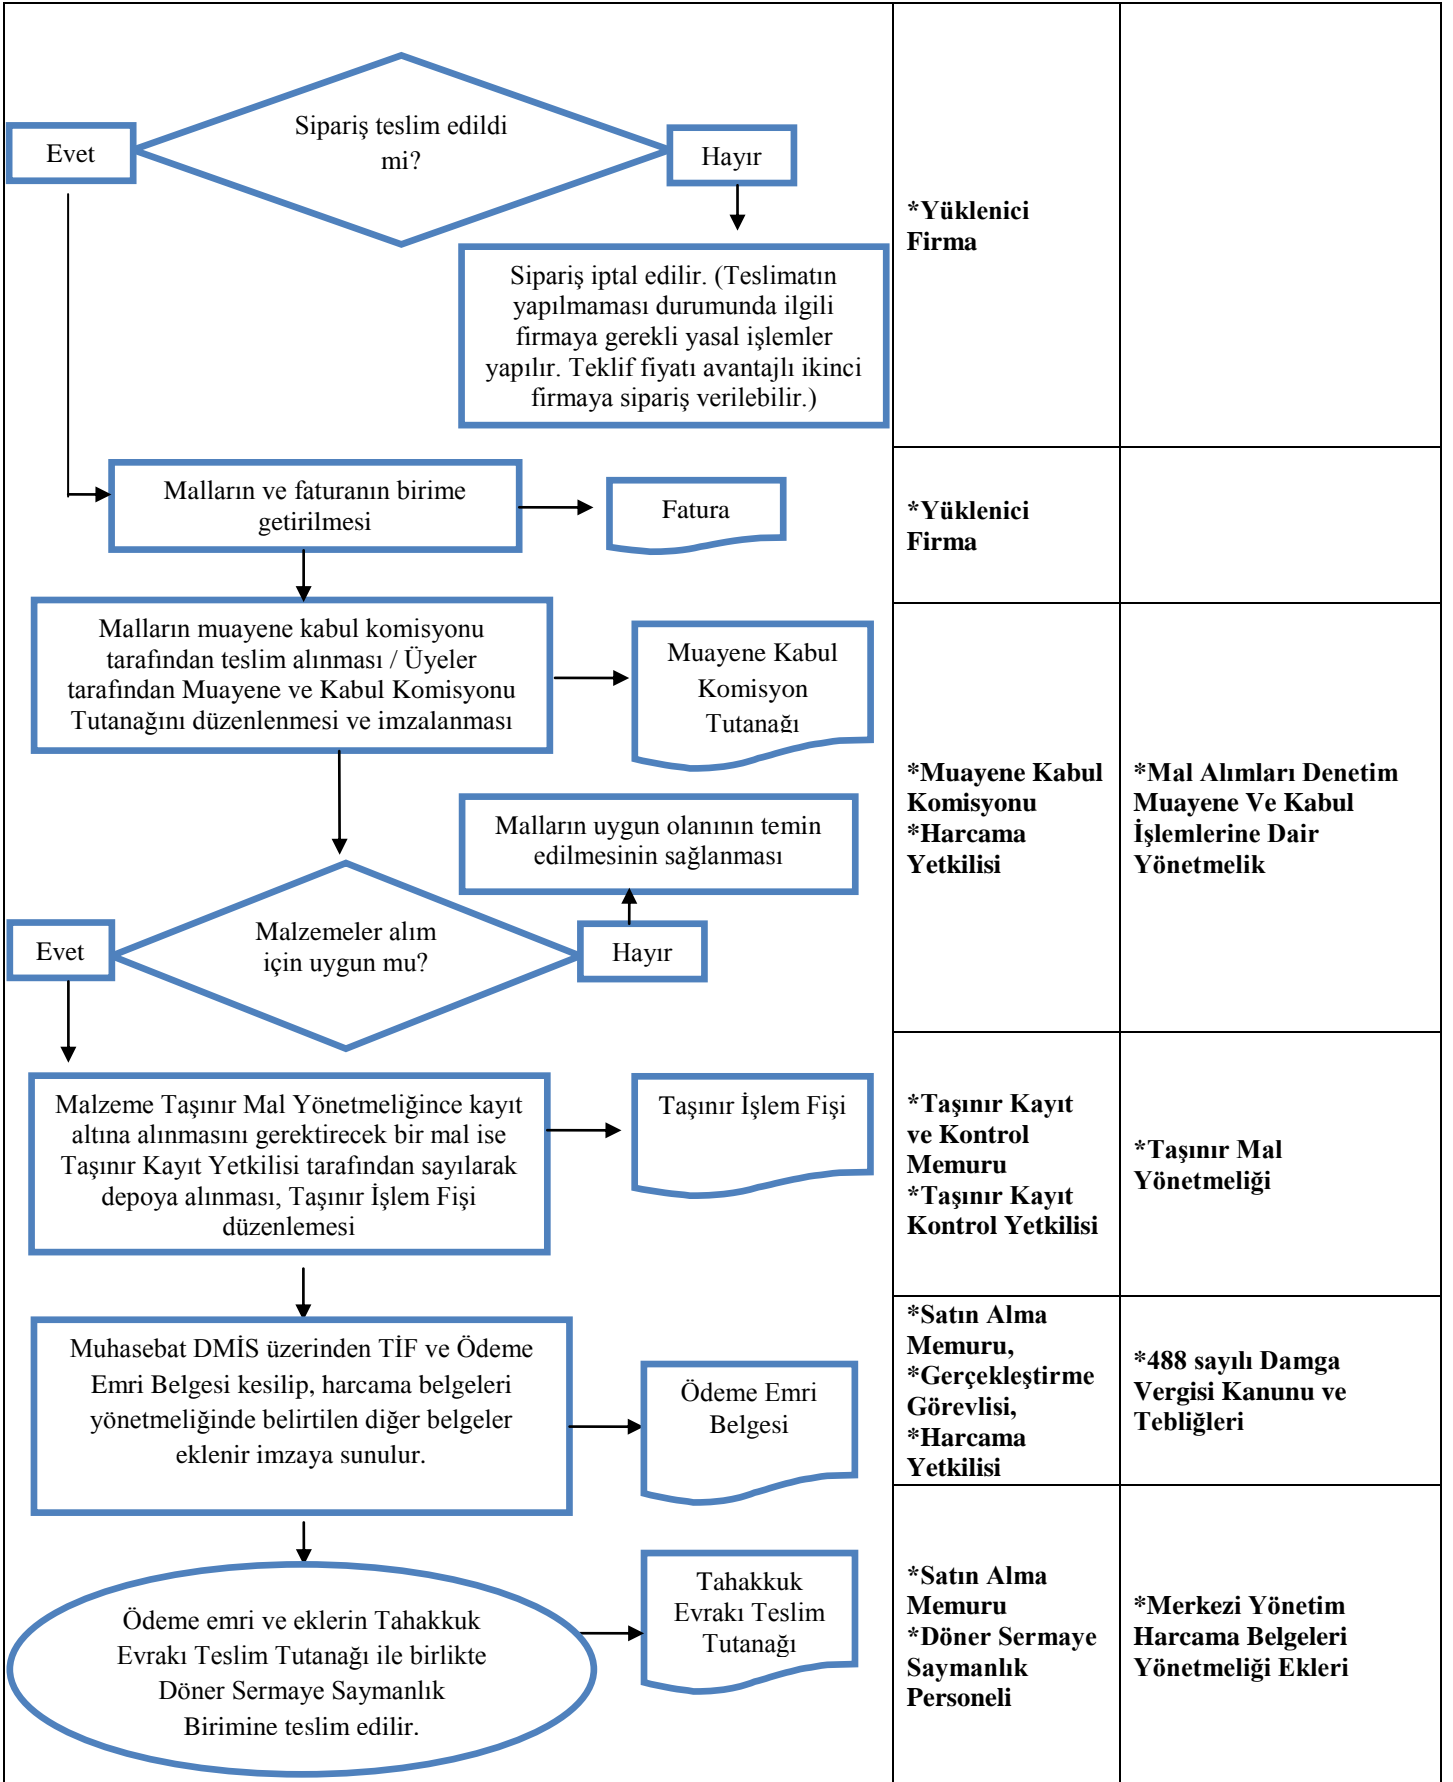 Sipariş teslim edildi
mi?
Evet
Hayır
Sipariş iptal edilir. (Teslimatın
yapılmaması durumunda ilgili
firmaya gerekli yasal işlemler
yapılır. Teklif fiyatı avantajlı ikinci
firmaya sipariş verilebilir.)
*Yüklenici
Firma
Malların ve faturanın birime
getirilmesi
Fatura
*Yüklenici
Firma
Malların muayene kabul komisyonu
tarafından teslim alınması / Üyeler
tarafından Muayene ve Kabul Komisyonu
Tutanağını düzenlenmesi ve imzalanması
Muayene Kabul
Komisyon
Tutanağı
Malların uygun olanının temin
edilmesinin sağlanması
Malzemeler alım
için uygun mu?
Evet
Hayır
*Muayene Kabul
Komisyonu
*Harcama
Yetkilisi
*Mal Alımları Denetim
Muayene Ve Kabul
İşlemlerine Dair
Yönetmelik
Malzeme Taşınır Mal Yönetmeliğince kayıt
altına alınmasını gerektirecek bir mal ise
Taşınır Kayıt Yetkilisi tarafından sayılarak
depoya alınması, Taşınır İşlem Fişi
düzenlemesi
Taşınır İşlem Fişi
*Taşınır Kayıt
ve Kontrol
Memuru
*Taşınır Kayıt
Kontrol Yetkilisi
*Taşınır Mal
Yönetmeliği
Muhasebat DMİS üzerinden TİF ve Ödeme
Emri Belgesi kesilip, harcama belgeleri
yönetmeliğinde belirtilen diğer belgeler
eklenir imzaya sunulur.
Ödeme Emri
Belgesi
*Satın Alma
Memuru,
*Gerçekleştirme
Görevlisi,
*Harcama
Yetkilisi
*488 sayılı Damga
Vergisi Kanunu ve
Tebliğleri
Ödeme emri ve eklerin Tahakkuk
Evrakı Teslim Tutanağı ile birlikte
Döner Sermaye Saymanlık
Birimine teslim edilir.
Tahakkuk
Evrakı Teslim
Tutanağı
*Satın Alma
Memuru
*Döner Sermaye
Saymanlık
Personeli
*Merkezi Yönetim
Harcama Belgeleri
Yönetmeliği Ekleri